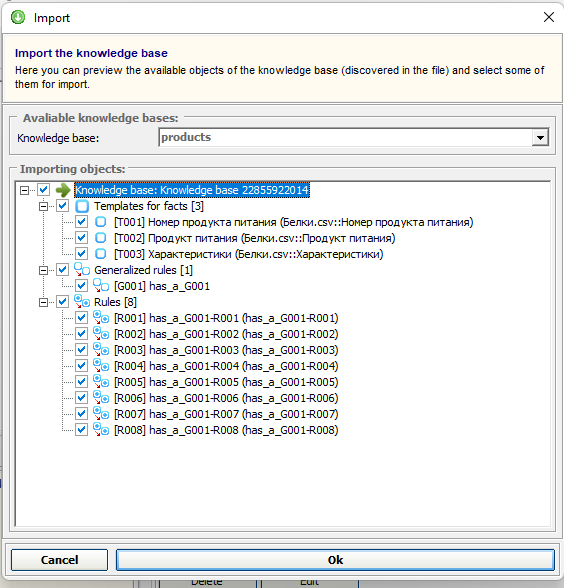 Import
Import the knowledge base
Here you can preview the available objects of the knowledge base (discovered in the file) and select some of
them for import.
Avaliable knowledge bases:
Knowledge base:
products
Importing objects:
Knowledge base: Knowledge base 22855922014
Templates for facts [3]
[T001] Номер продукта питания (Белки.csv::Номер продукта питания)
[T002] Продукт питания (Белки.csv::Продукт питания)
[T003] Характеристики (Белки.csv::Характеристики)
Generalized rules [1]
[G001] has_a_G001
Rules [8]
[R001] has_a_G001-R001 (has_a_G001-R001)
[R002] has_a_G001-R002 (has_a_G001-R002)
[R003] has_a_G001-R003 (has_a_G001-R003)
[R004] has_a_G001-R004 (has_a_G001-R004)
[R005] has_a_G001-R005 (has_a_G001-R005)
[R006] has_a_G001-R006 (has_a_G001-R006)
[R007] has_a_G001-R007 (has_a_G001-R007)
[R008] has_a_G001-R008 (has_a_G001-R008)
Cancel
Ok
Delete
Edit